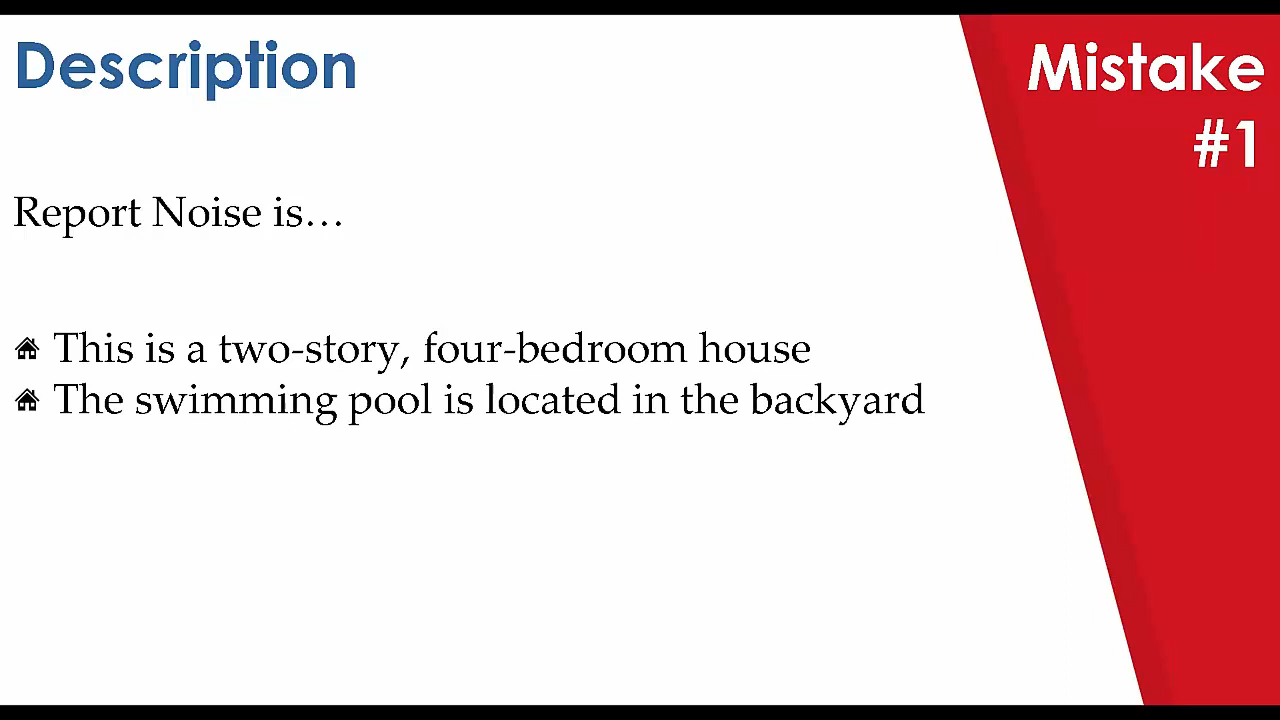 Description
Mistake
#1
Report Noise is…
This is a two-story, four-bedroom house
The swimming pool is located in the backyard